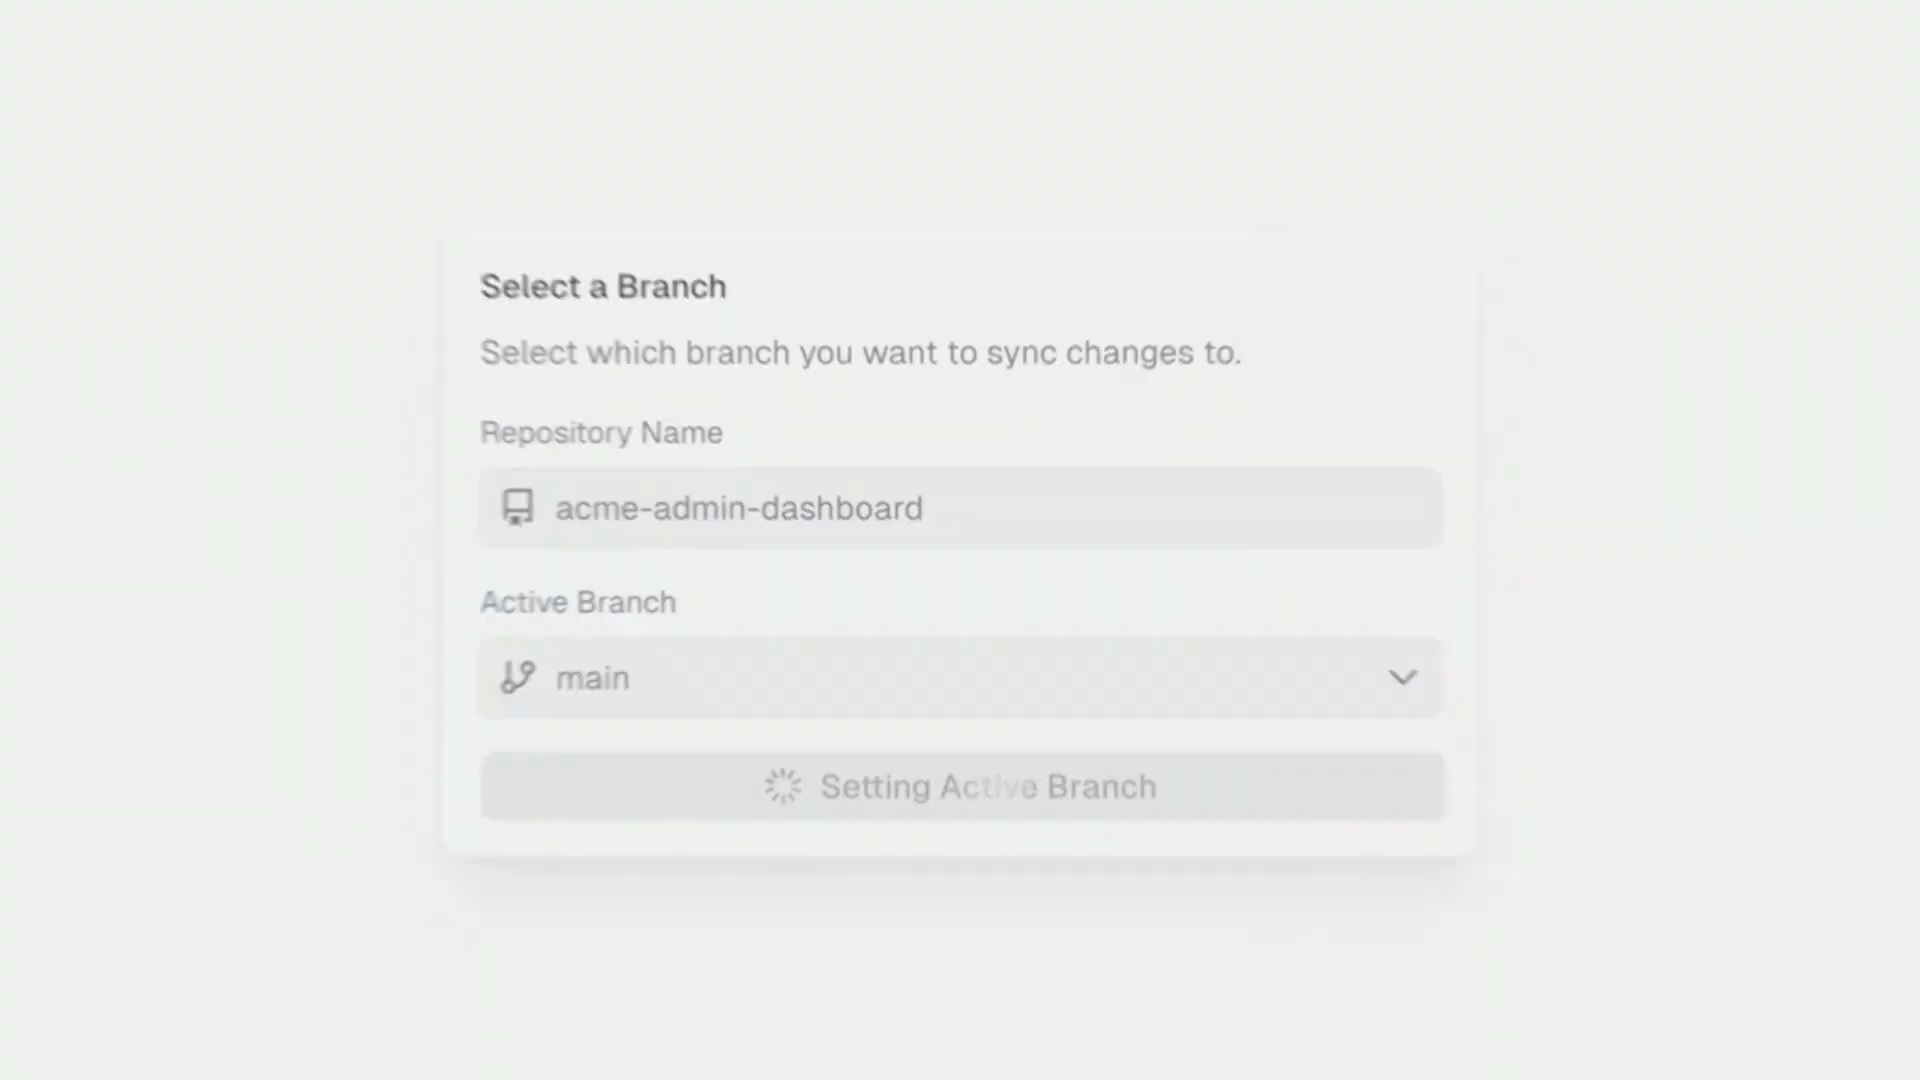 Select a Branch
Select which branch you want to sync changes to.
Repository Name
acme-admin-dashboard
Active Branch
main
Setting Active Branch